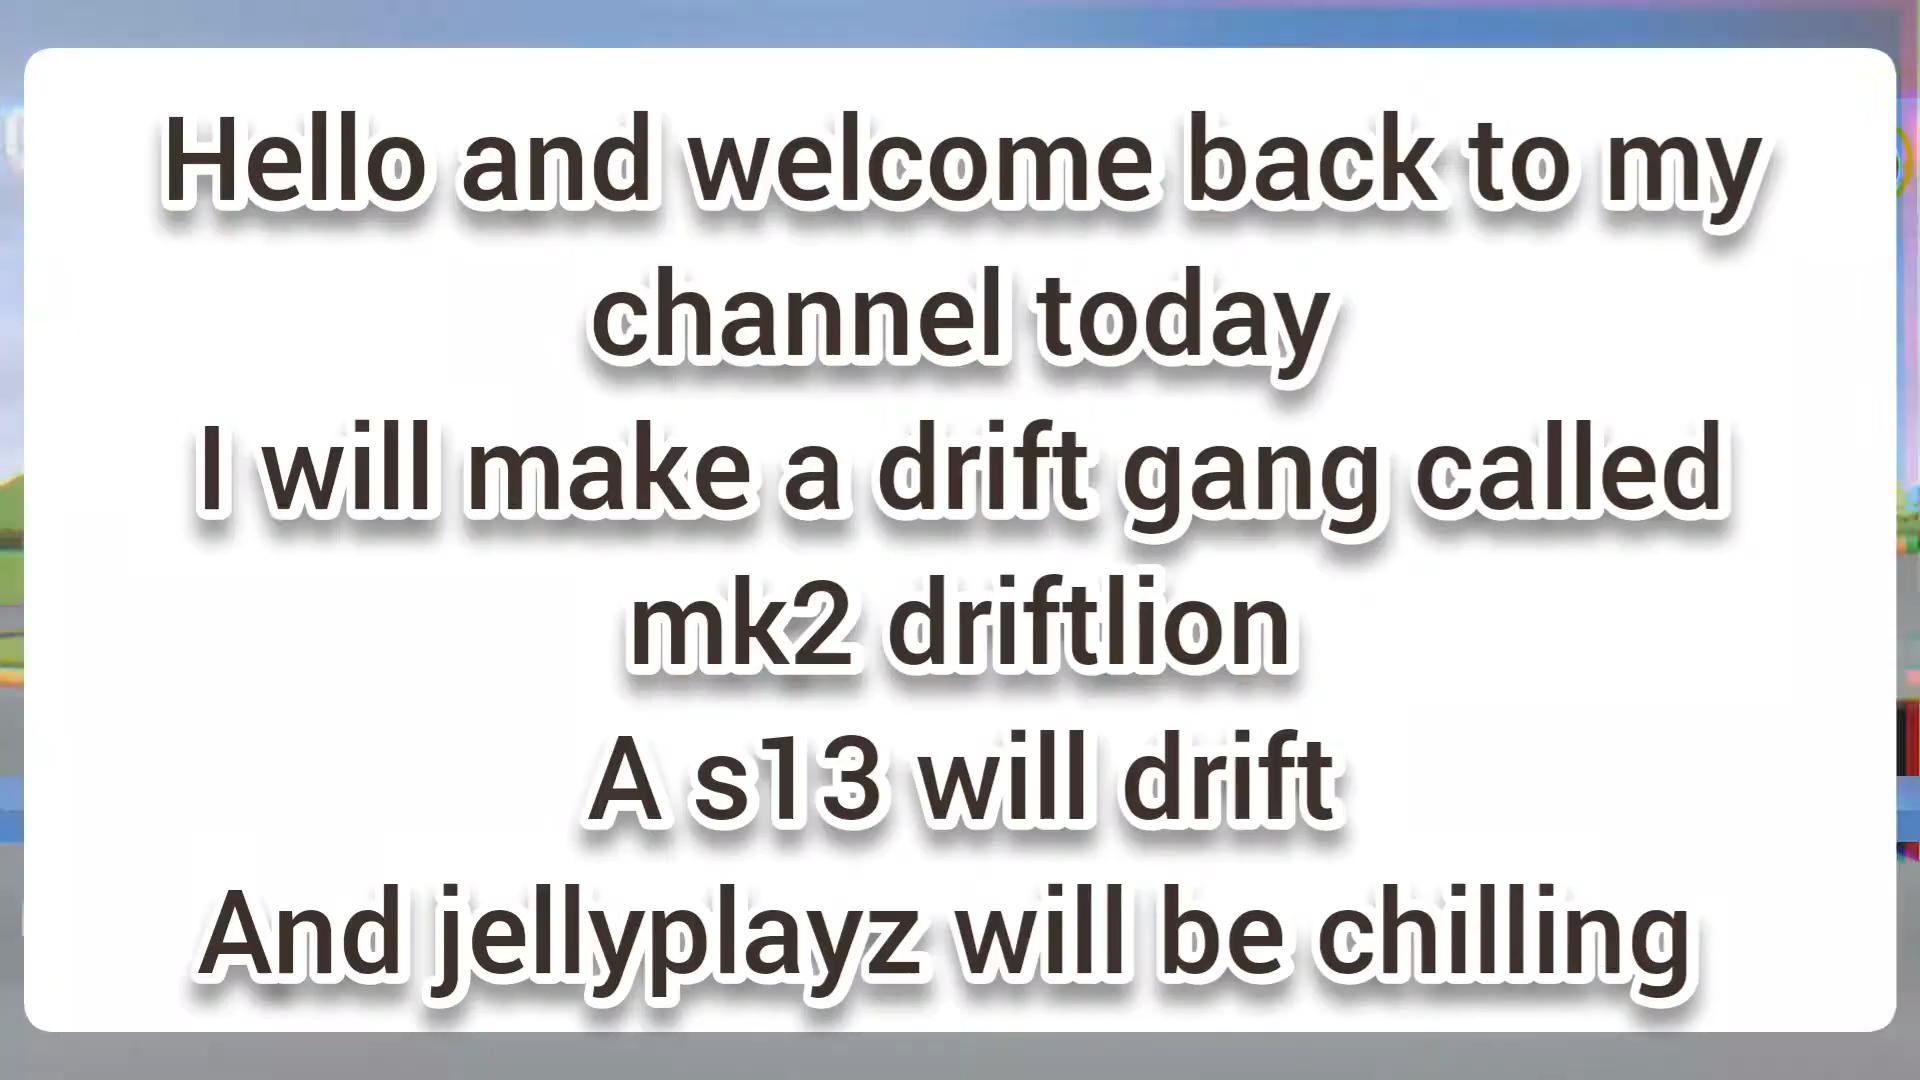 Hello and welcome back to my
channel today
I will make a drift gang called
mk2 driftlion
A s13 will drift
And jellyplayz will be chilling